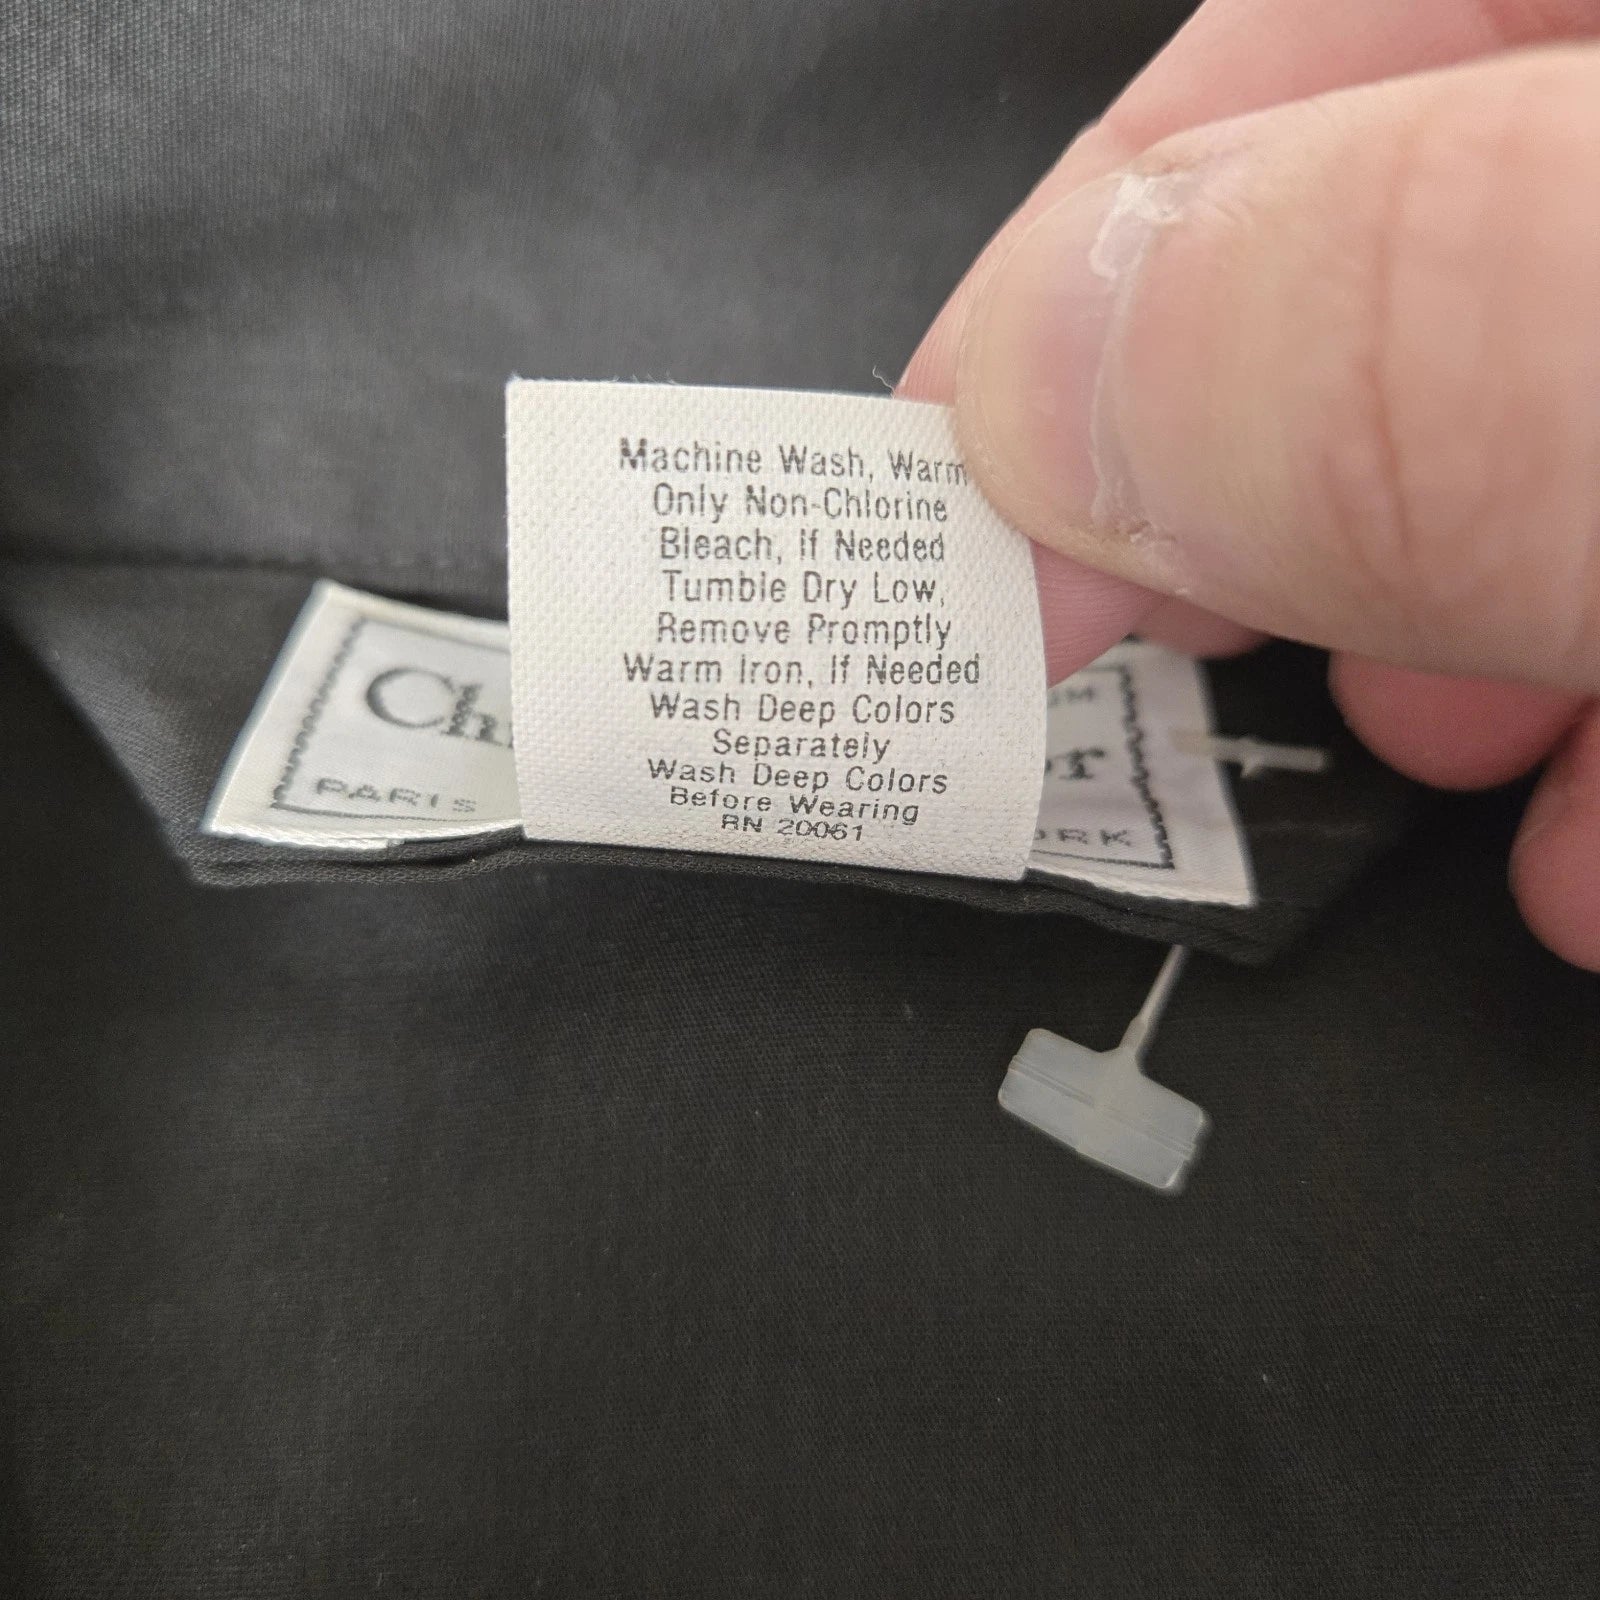 Machine Wash, Warm
Only Non-Chlorine
Bleach, If Needed
Tumble Dry Low,
Remove Promptly
Warm Iron, If Needed
Wash Deep Colors
Separately
Wash Deep Colors
Before Wearing
RN 20061
PARIS